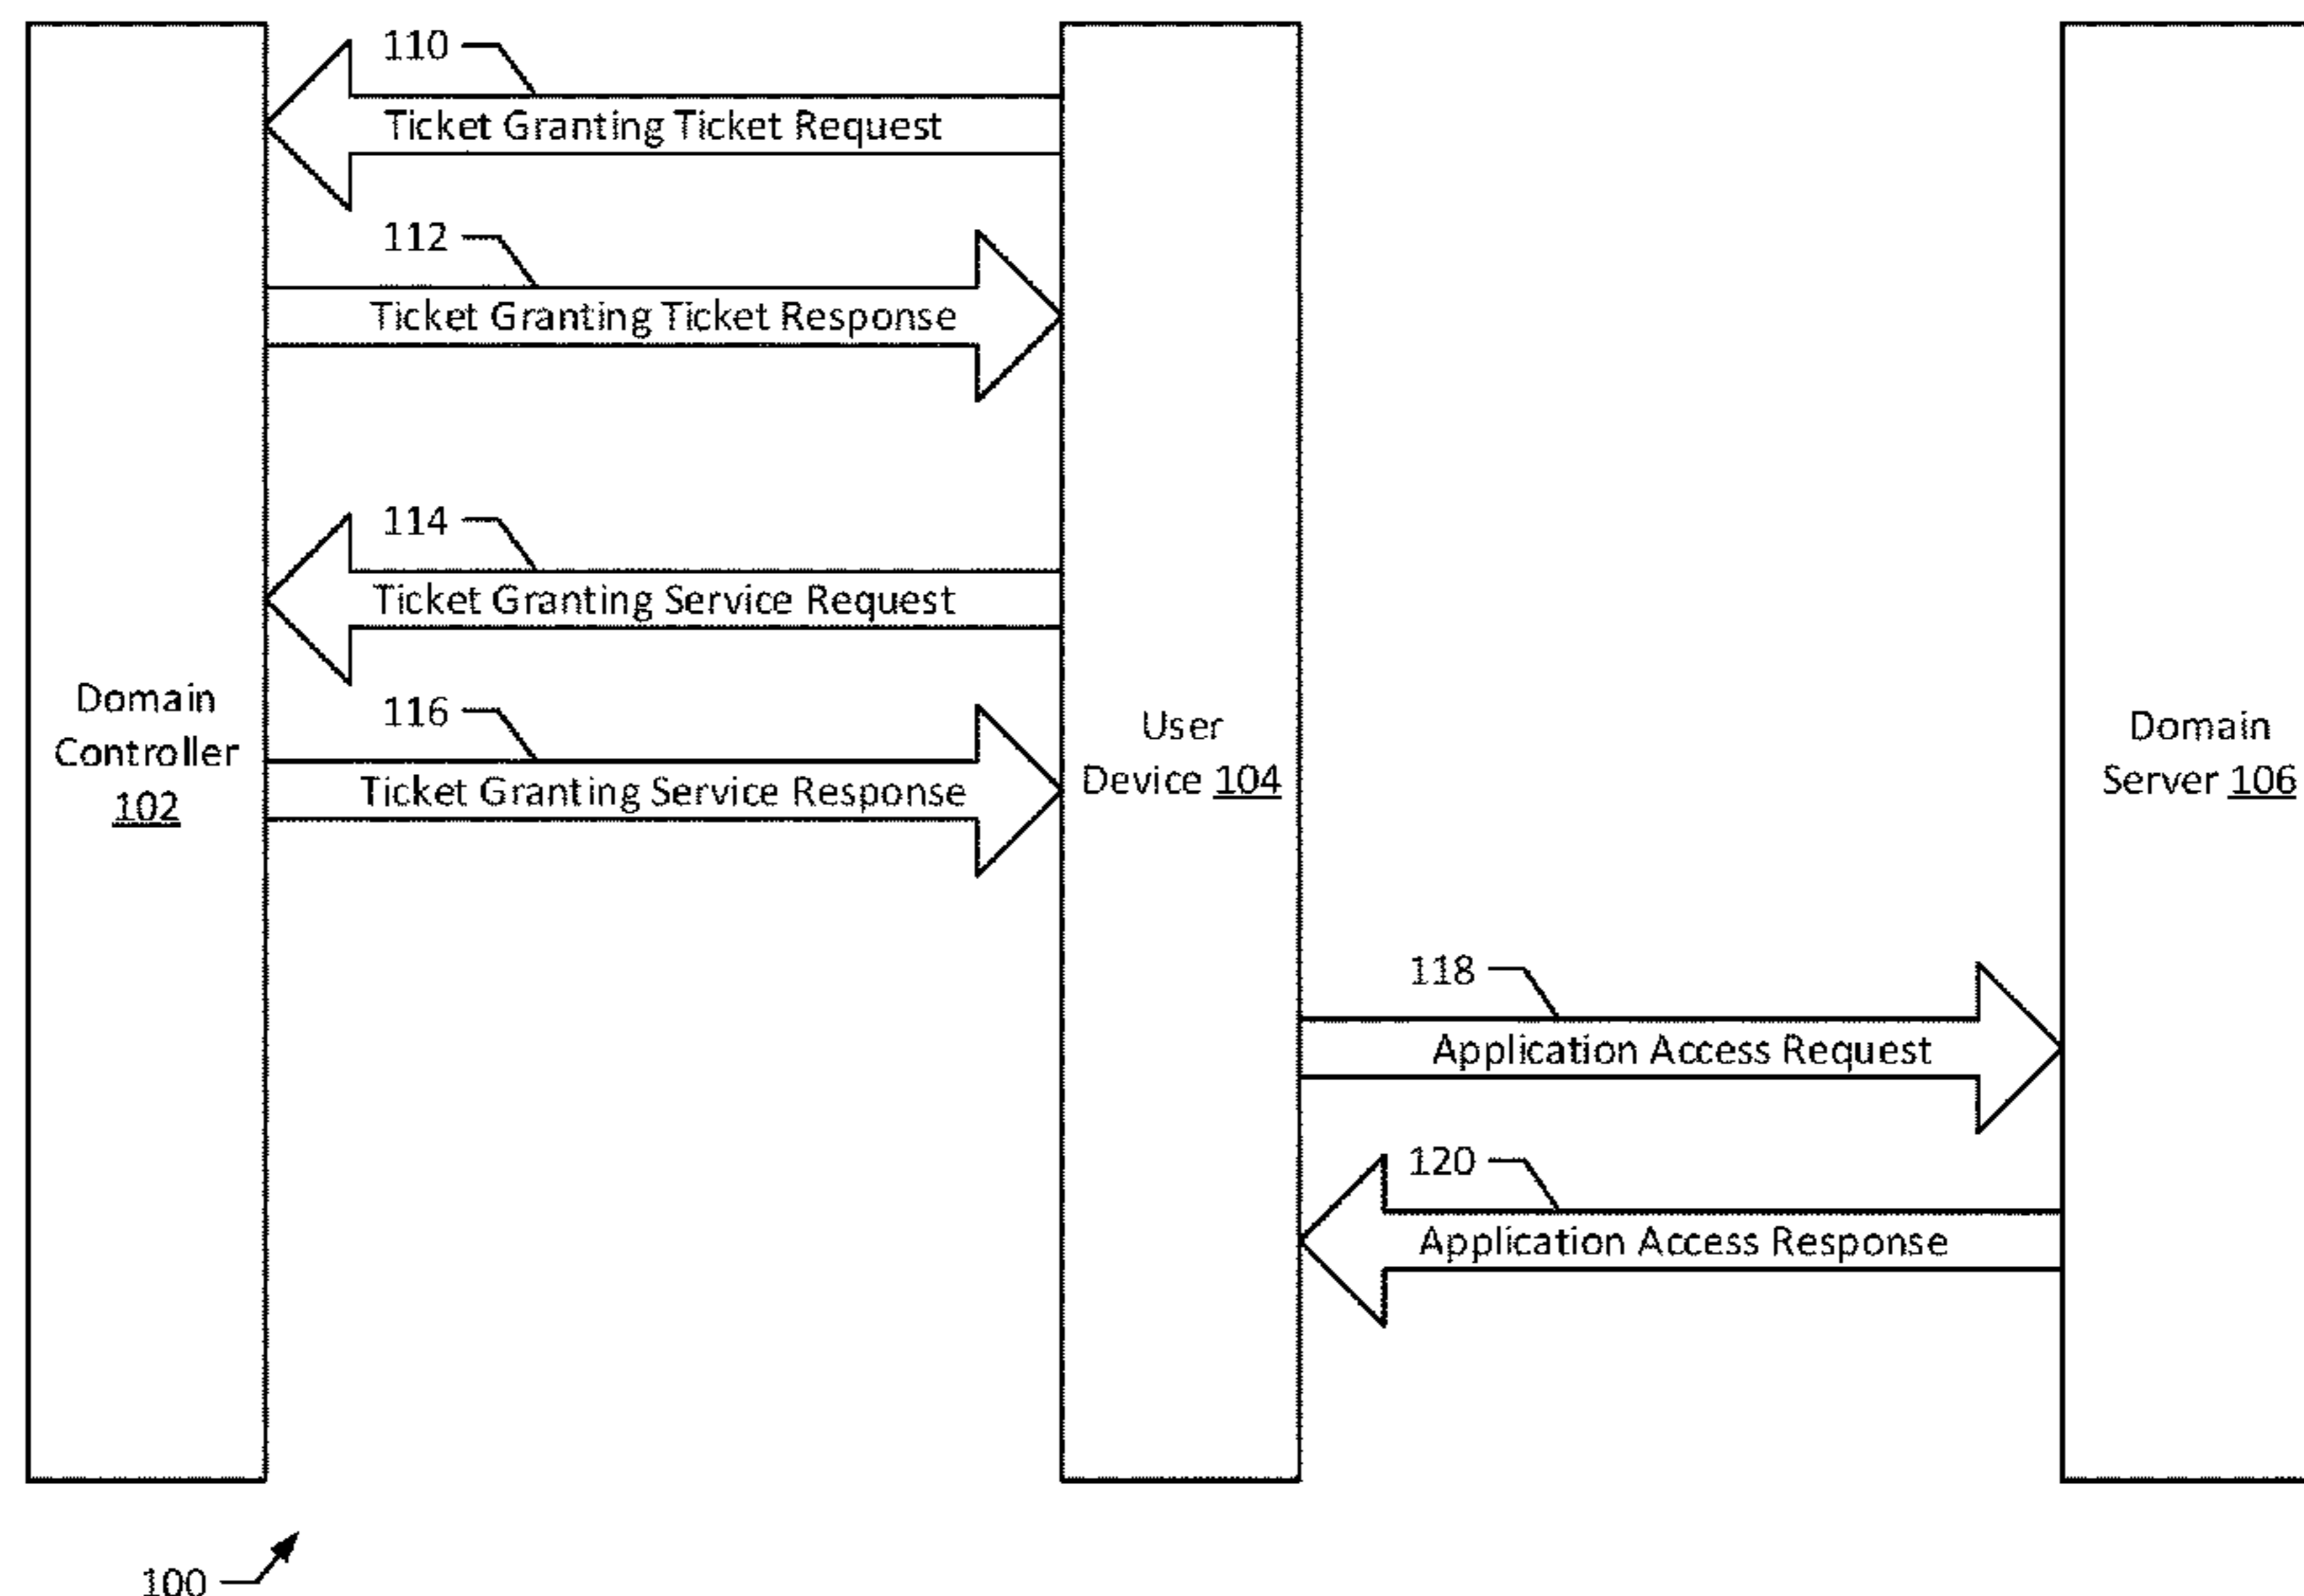 110
Ticket Granting Ticket Request
112
Ticket Granting Ticket Response
114
Ticket Granting Service Request
116
Ticket Granting Service Response
Domain
Controller
102
User
Device 104
Domain
Server 106
118
Application Access Request
120
Application Access Response
100